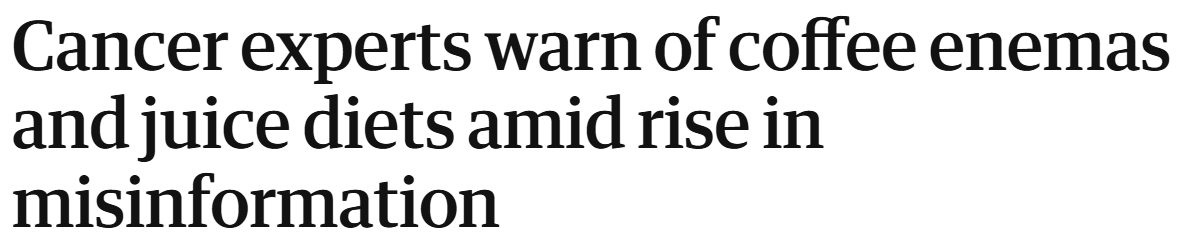 Cancer experts warn of coffee enemas
and juice diets amid rise in
misinformation